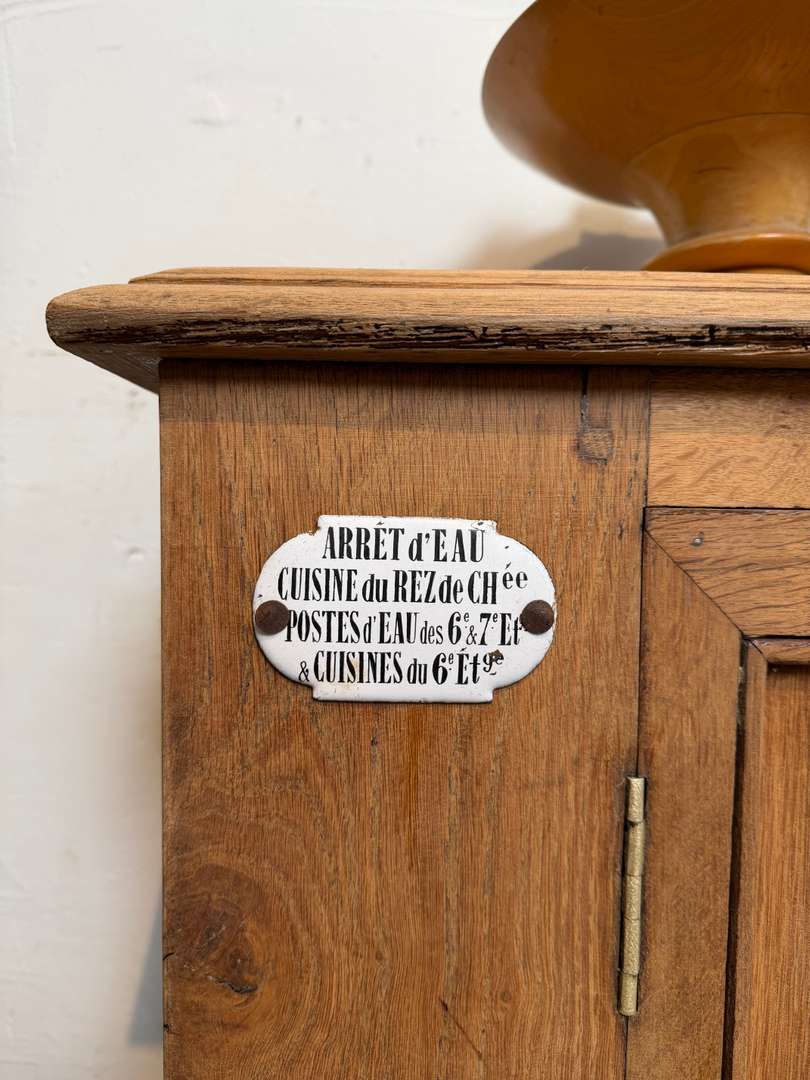 ARRÊT d'EAU
CUISINE du REZ de CHée
POSTES d'EAU des 6e & 7e Et
& CUISINES du 6e Étge